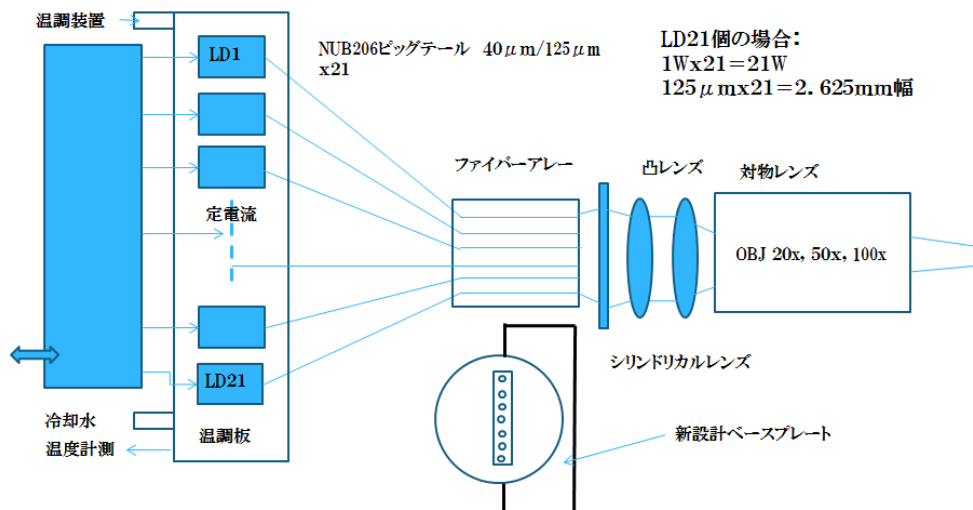 温調装置
LD1
NUB206ピッグテール 40μm/125μm
x21
LD21個の場合:
1Wx21=21W
125μmx21=2．625mm幅
ファイバーアレー
凸レンズ
対物レンズ
定電流
OBJ 20x, 50x, 100x
シリンドリカルレンズ
LD21
冷却水
温調板
温度計測
新設計ベースプレート